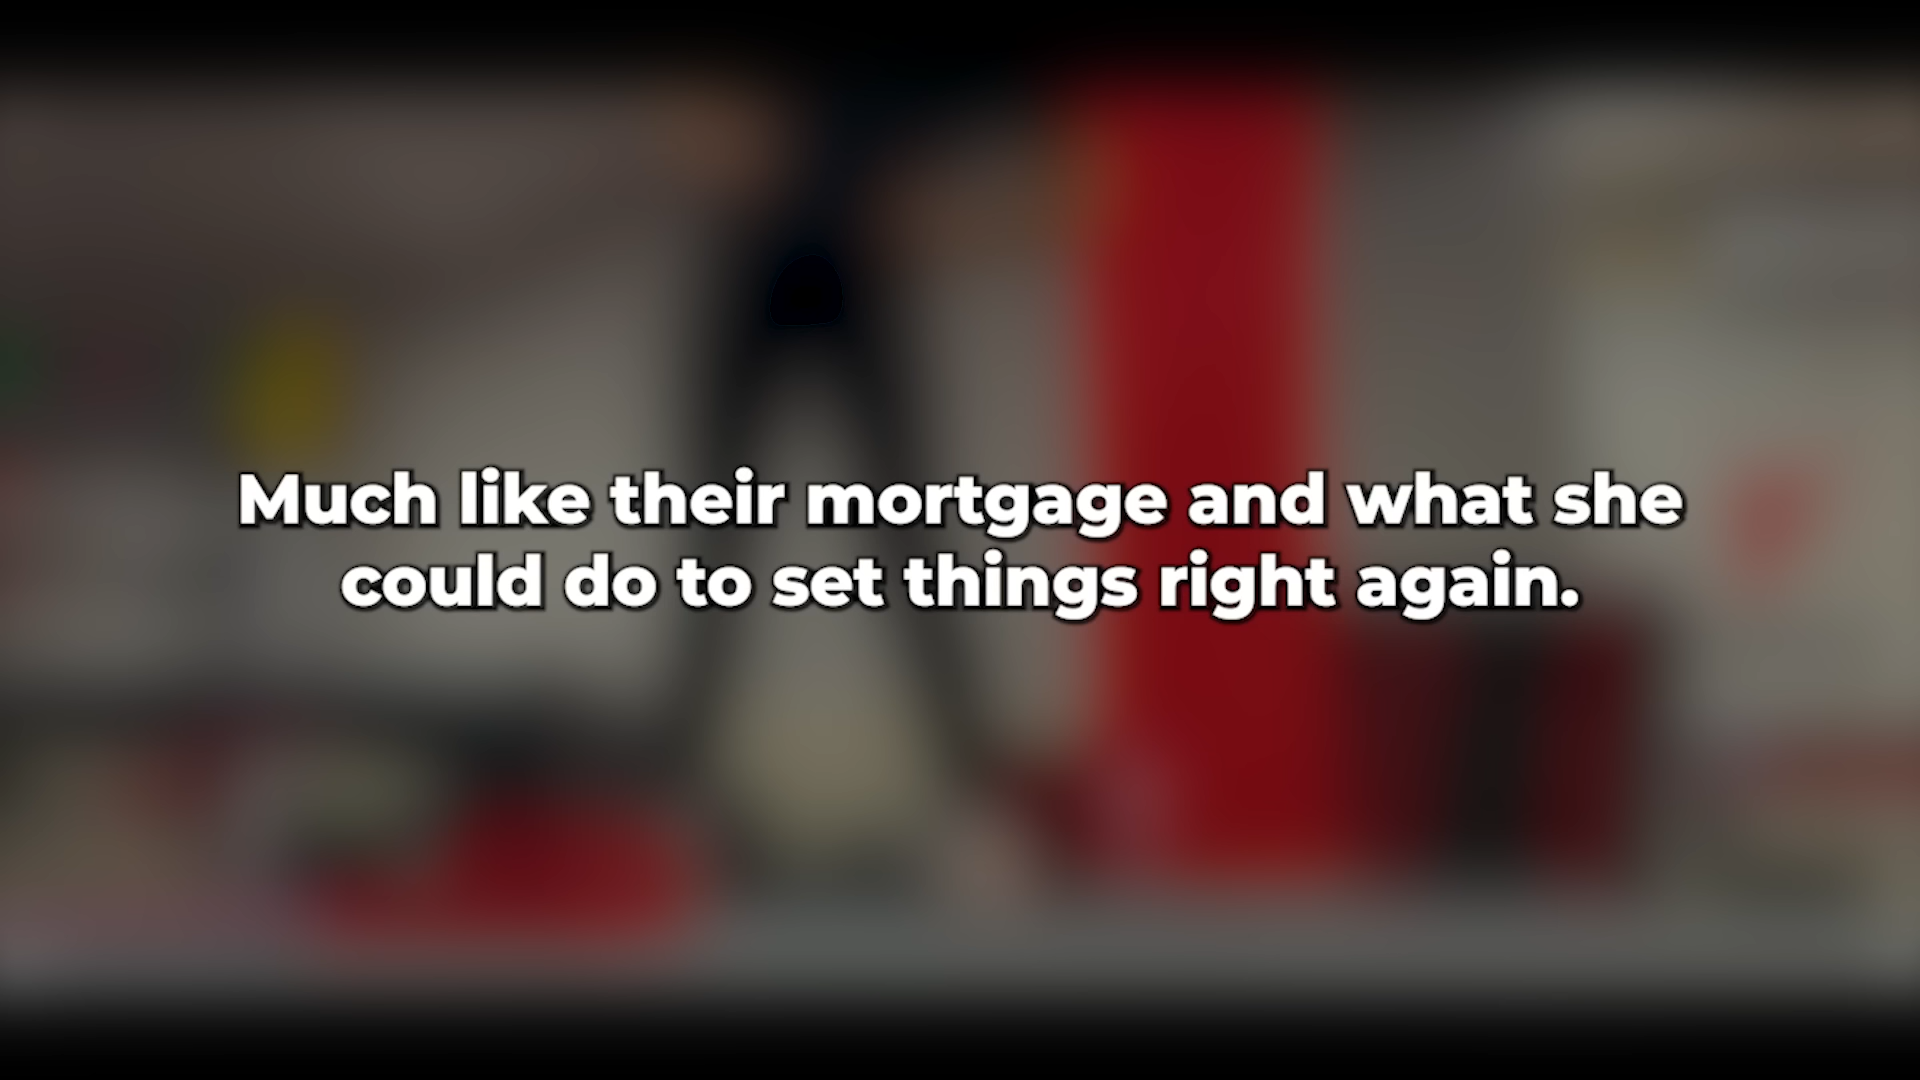 Much like their mortgage and what she
could do to set things right again.